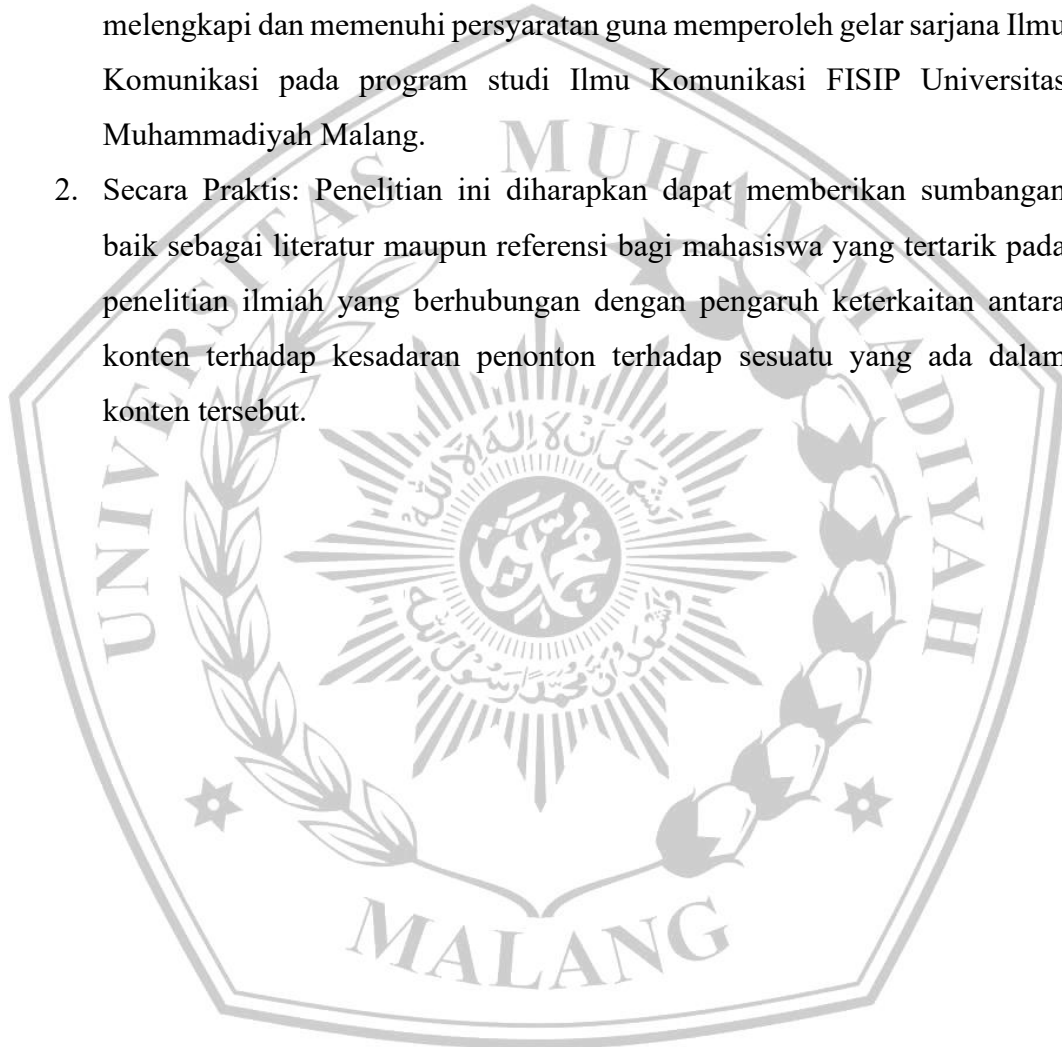 melengkapi dan memenuhi persyaratan guna memperoleh gelar sarjana Ilmu
Komunikasi pada program studi Ilmu Komunikasi FISIP Universitas
Muhammadiyah Malang.
2. Secara Praktis: Penelitian ini diharapkan dapat memberikan sumbangan
baik sebagai literatur maupun referensi bagi mahasiswa yang tertarik pada
penelitian ilmiah yang berhubungan dengan pengaruh keterkaitan antara
konten terhadap kesadaran penonton terhadap sesuatu yang ada dalam
konten tersebut.
UNIVERSITAS MUHAMMADIYAH
MALANG